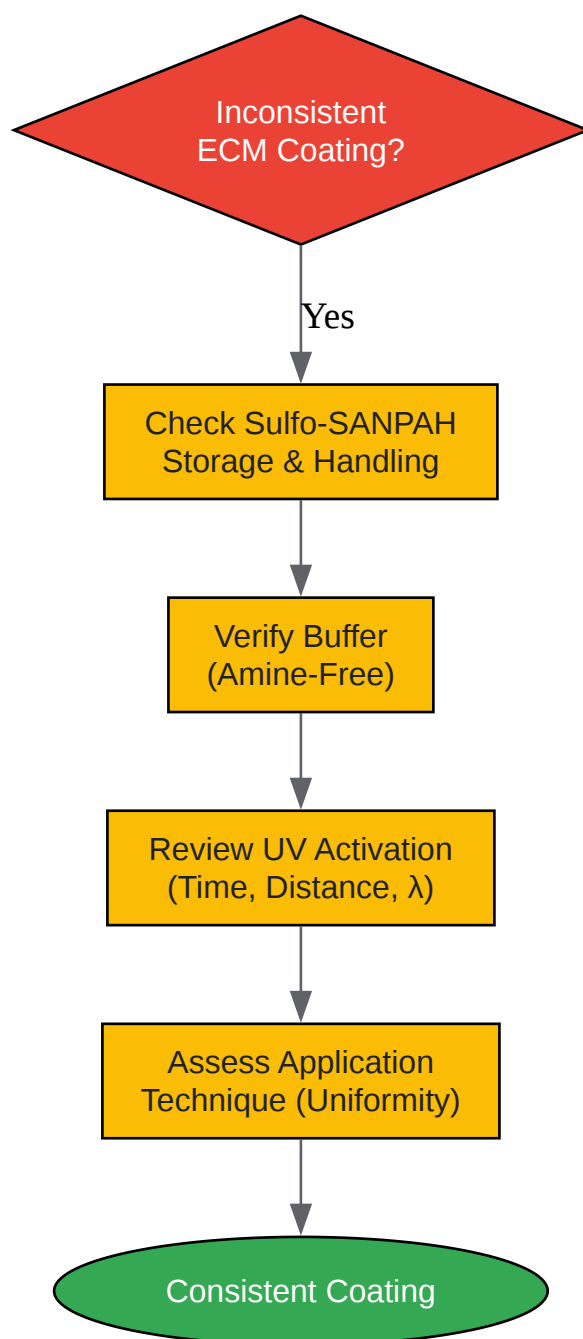 Inconsistent
ECM Coating?
Yes
Check Sulfo-SANPAH
Storage & Handling
Verify Buffer
(Amine-Free)
Review UV Activation
(Time, Distance, λ)
Assess Application
Technique (Uniformity)
Consistent Coating